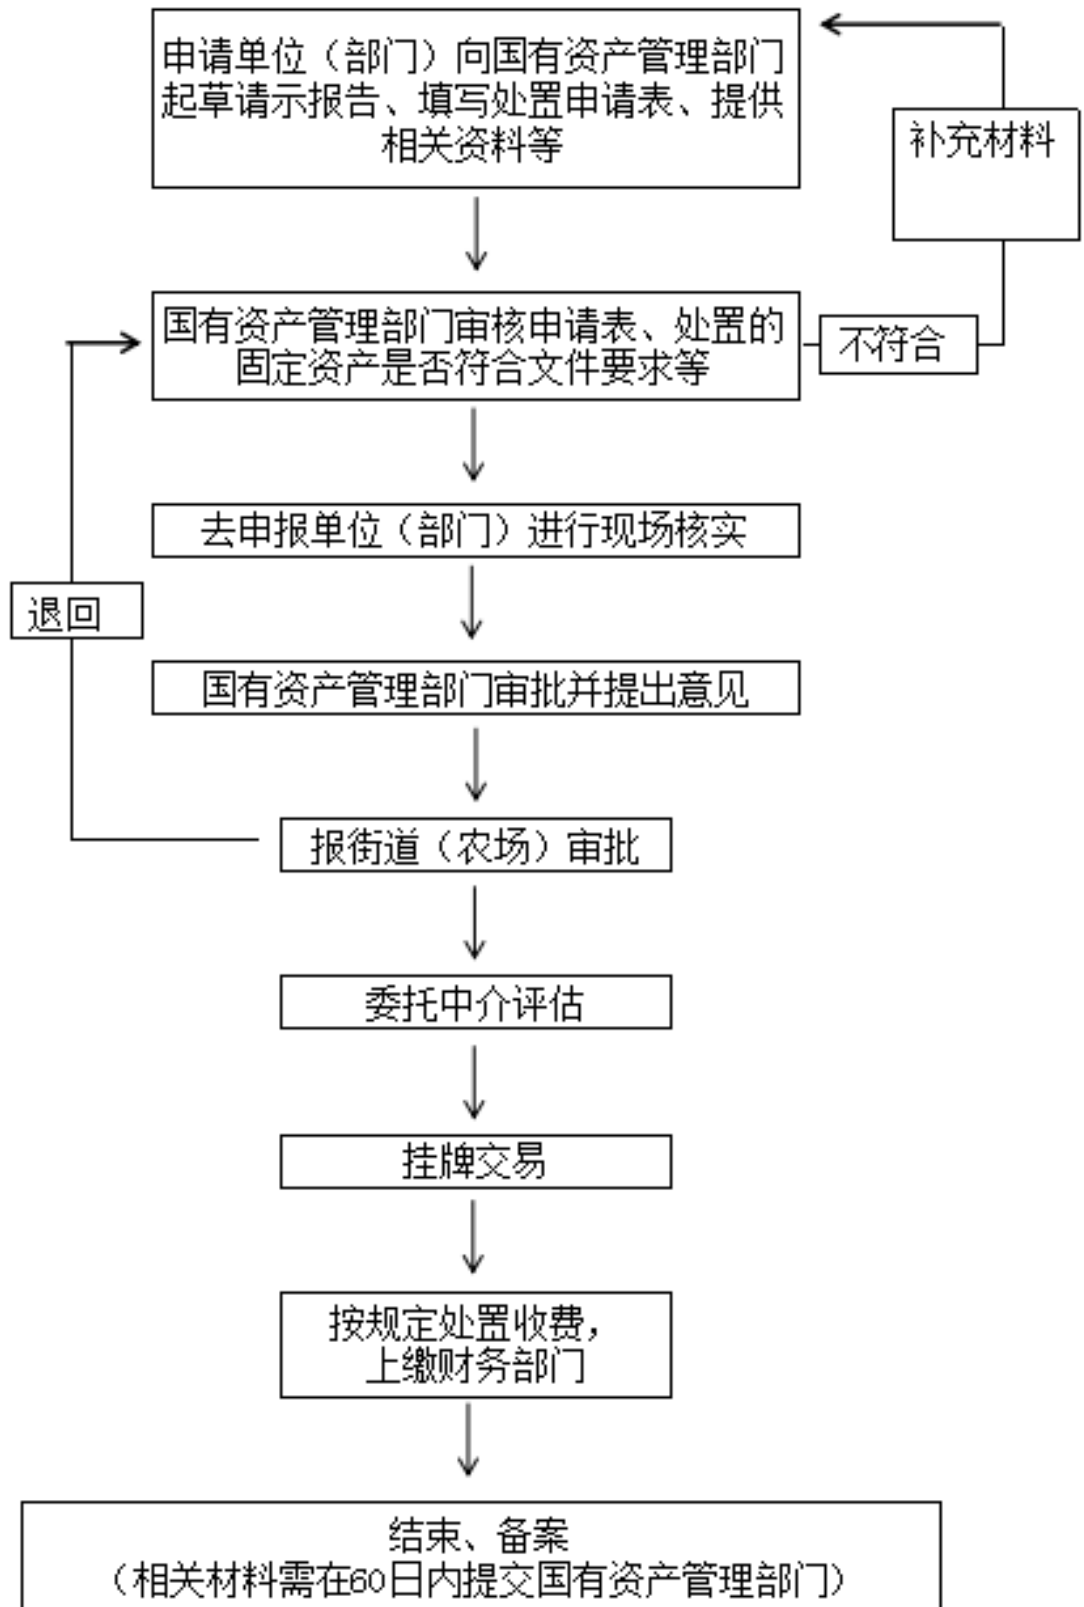 申请单位（部门）向国有资产管理部门
起草请示报告、填写处置申请表、提供
相关资料等
补充材料
国有资产管理部门审核申请表、处置的
固定资产是否符合文件要求等
不符合
去申报单位（部门）进行现场核实
退回
国有资产管理部门审批并提出意见
报街道（农场）审批
委托中介评估
挂牌交易
按规定处置收费，
上缴财务部门
结束、备案
（相关材料需在60日内提交国有资产管理部门）